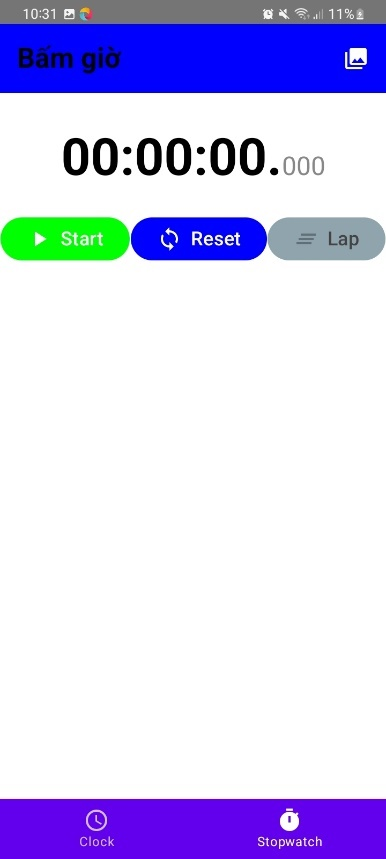 10:31 11%
Bấm giờ
00:00:00.000
Start Reset Lap
Clock Stopwatch